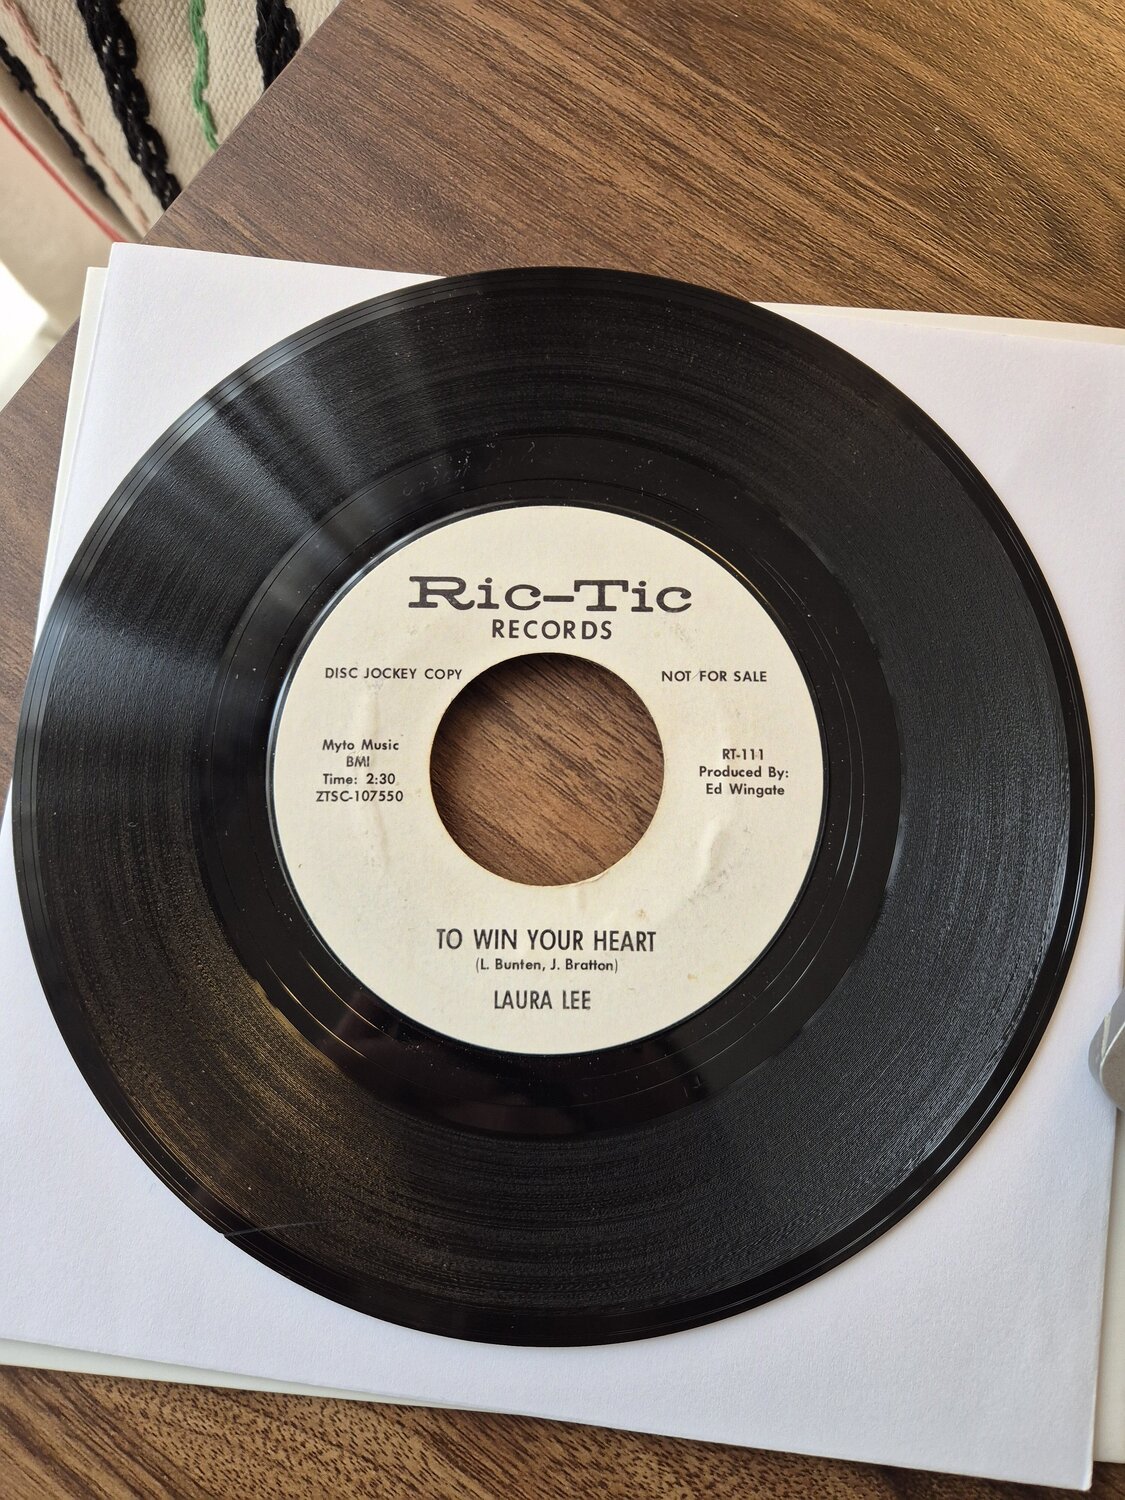 Ric-Tic
RECORDS
DISC JOCKEY COPY
NOT FOR SALE
Myto Music
BMI
Time: 2:30
ZTSC-107550
RT-111
Produced By:
Ed Wingate
TO WIN YOUR HEART
(L. Bunten, J. Bratton)
LAURA LEE